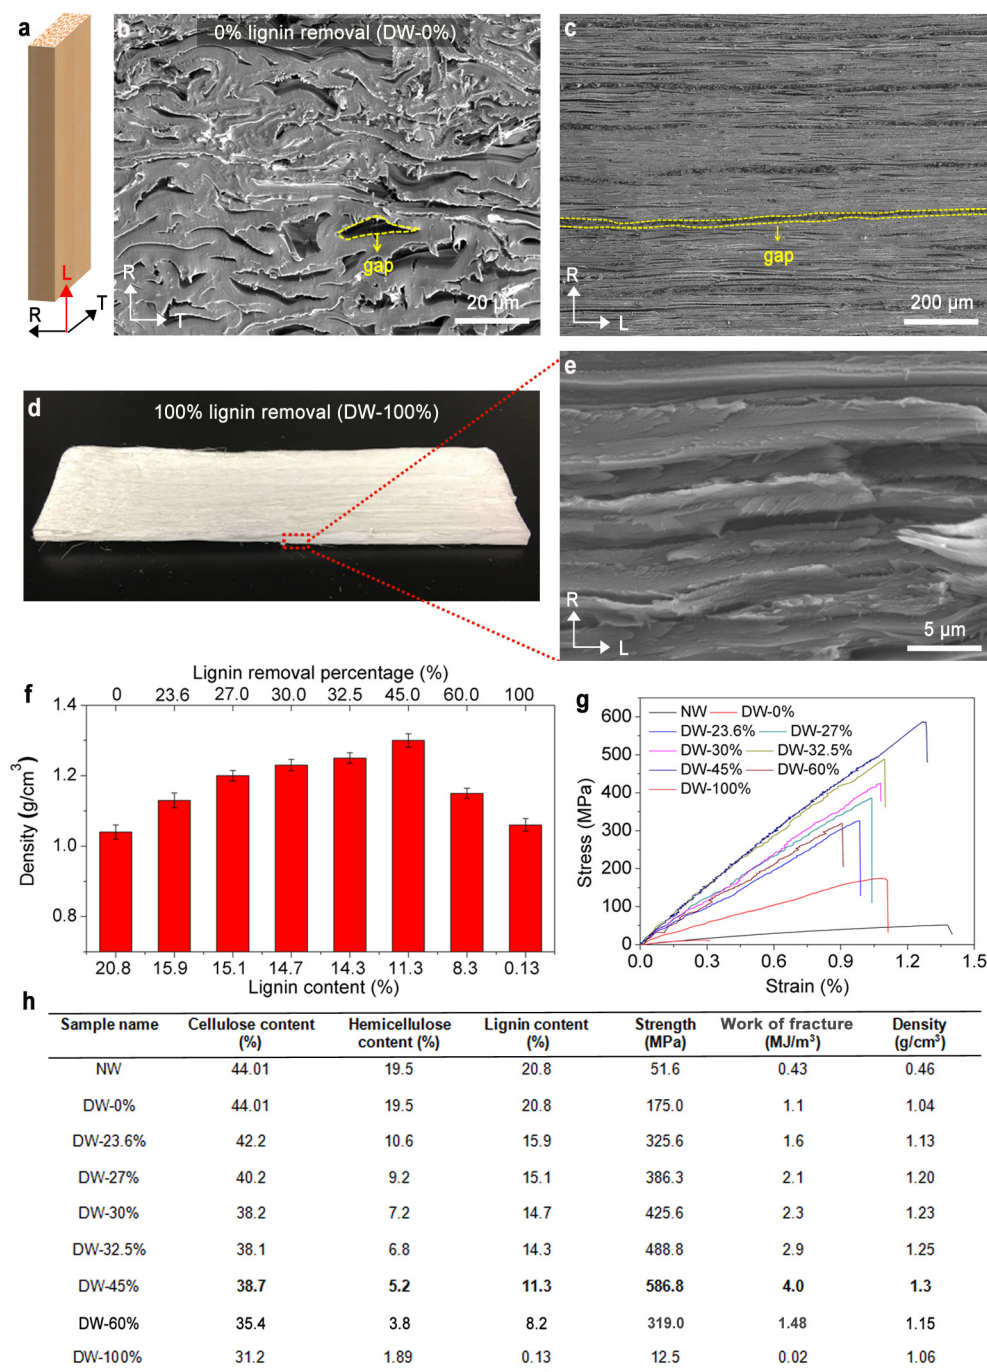 a
L
R
T
b
0% lignin removal (DW-0%)
gap
R
T
20 µm
c
gap
R
L
200 µm
d
100% lignin removal (DW-100%)
e
R
L
5 µm
f
Lignin removal percentage (%)
0 23.6 27.0 30.0 32.5 45.0 60.0 100
1.4
1.2
1.0
0.8
Density (g/cm³)
20.8 15.9 15.1 14.7 14.3 11.3 8.3 0.13
Lignin content (%)
g
NW DW-0%
DW-23.6% DW-27%
DW-30% DW-32.5%
DW-45% DW-60%
DW-100%
600
500
400
300
200
100
50
0
Stress (MPa)
0.0 0.3 0.6 0.9 1.2 1.5
Strain (%)
h
Sample name Cellulose content (%) Hemicellulose content (%) Lignin content (%) Strength (MPa) Work of fracture (MJ/m³) Density (g/cm³)
NW 44.01 19.5 20.8 51.6 0.43 0.46
DW-0% 44.01 19.5 20.8 175.0 1.1 1.04
DW-23.6% 42.2 10.6 15.9 325.6 1.6 1.13
DW-27% 40.2 9.2 15.1 386.3 2.1 1.20
DW-30% 38.2 7.2 14.7 425.6 2.3 1.23
DW-32.5% 38.1 6.8 14.3 488.8 2.9 1.25
DW-45% 38.7 5.2 11.3 586.8 4.0 1.3
DW-60% 35.4 3.8 8.2 319.0 1.48 1.15
DW-100% 31.2 1.89 0.13 12.5 0.02 1.06